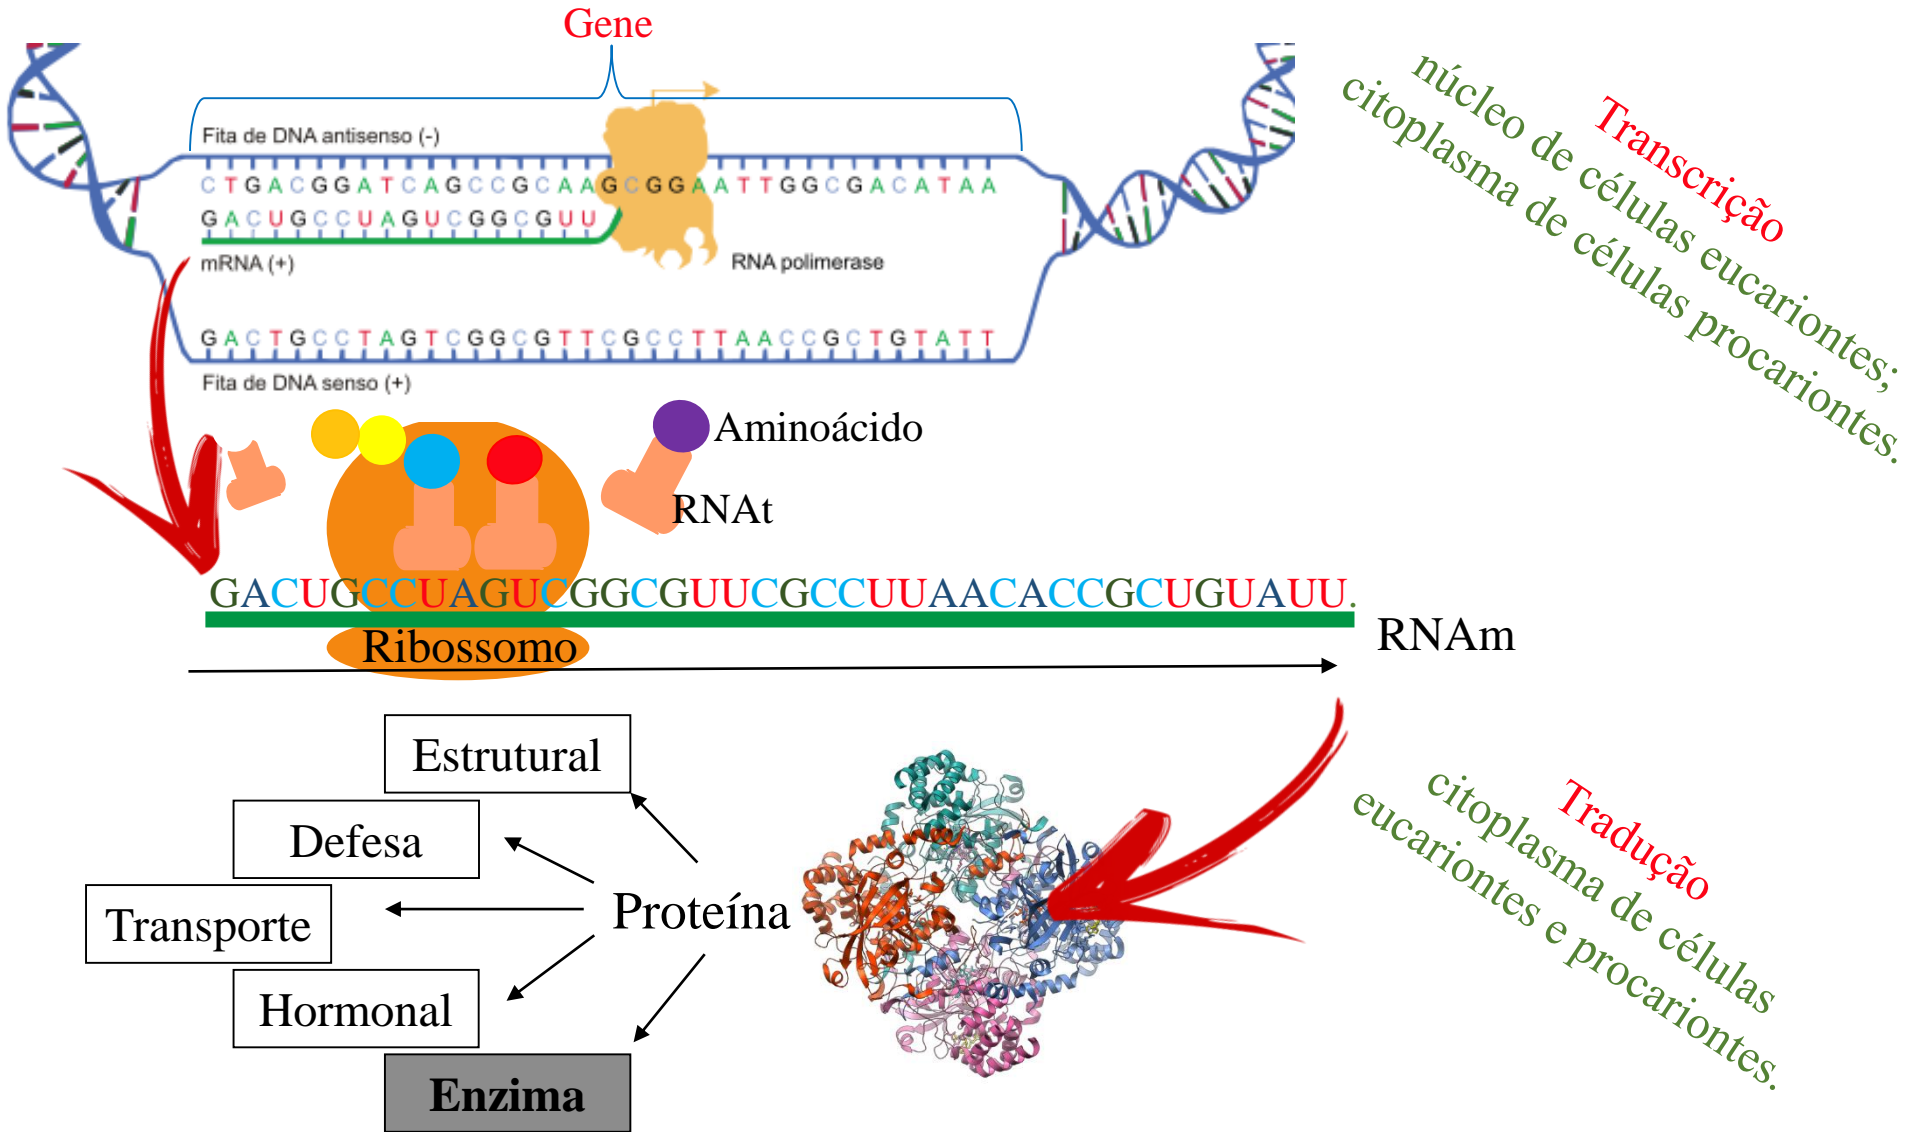 Gene
Fita de DNA antisenso (-)
CTGACGGATCAGCCGCAAGCGGAATTGGCGACATAA
GACUGCCUAGUCGGCGUU
mRNA (+)
RNA polimerase
GACTGCCTAGTCGGCGTTCGCCTTAACCGCTGTATT
Fita de DNA senso (+)
Transcrição
núcleo de células eucariontes;
citoplasma de células procariontes.
Aminoácido
RNAt
GACUGCCUAGUCGGCGUUCGCCUUAACACCGCUGUAUU.
Ribossomo
RNAm
Tradução
citoplasma de células
eucariontes e procariontes.
Estrutural
Defesa
Transporte
Proteína
Hormonal
Enzima